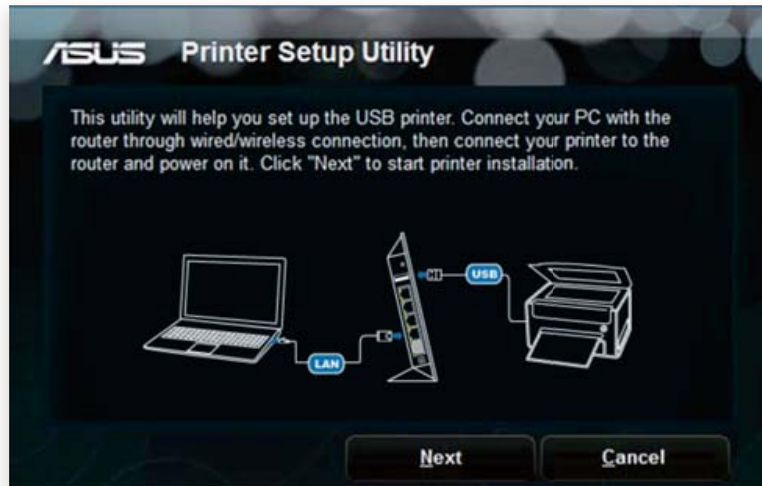 ASUS Printer Setup Utility
This utility will help you set up the USB printer. Connect your PC with the
router through wired/wireless connection, then connect your printer to the
router and power on it. Click "Next" to start printer installation.
USB
LAN
Next Cancel